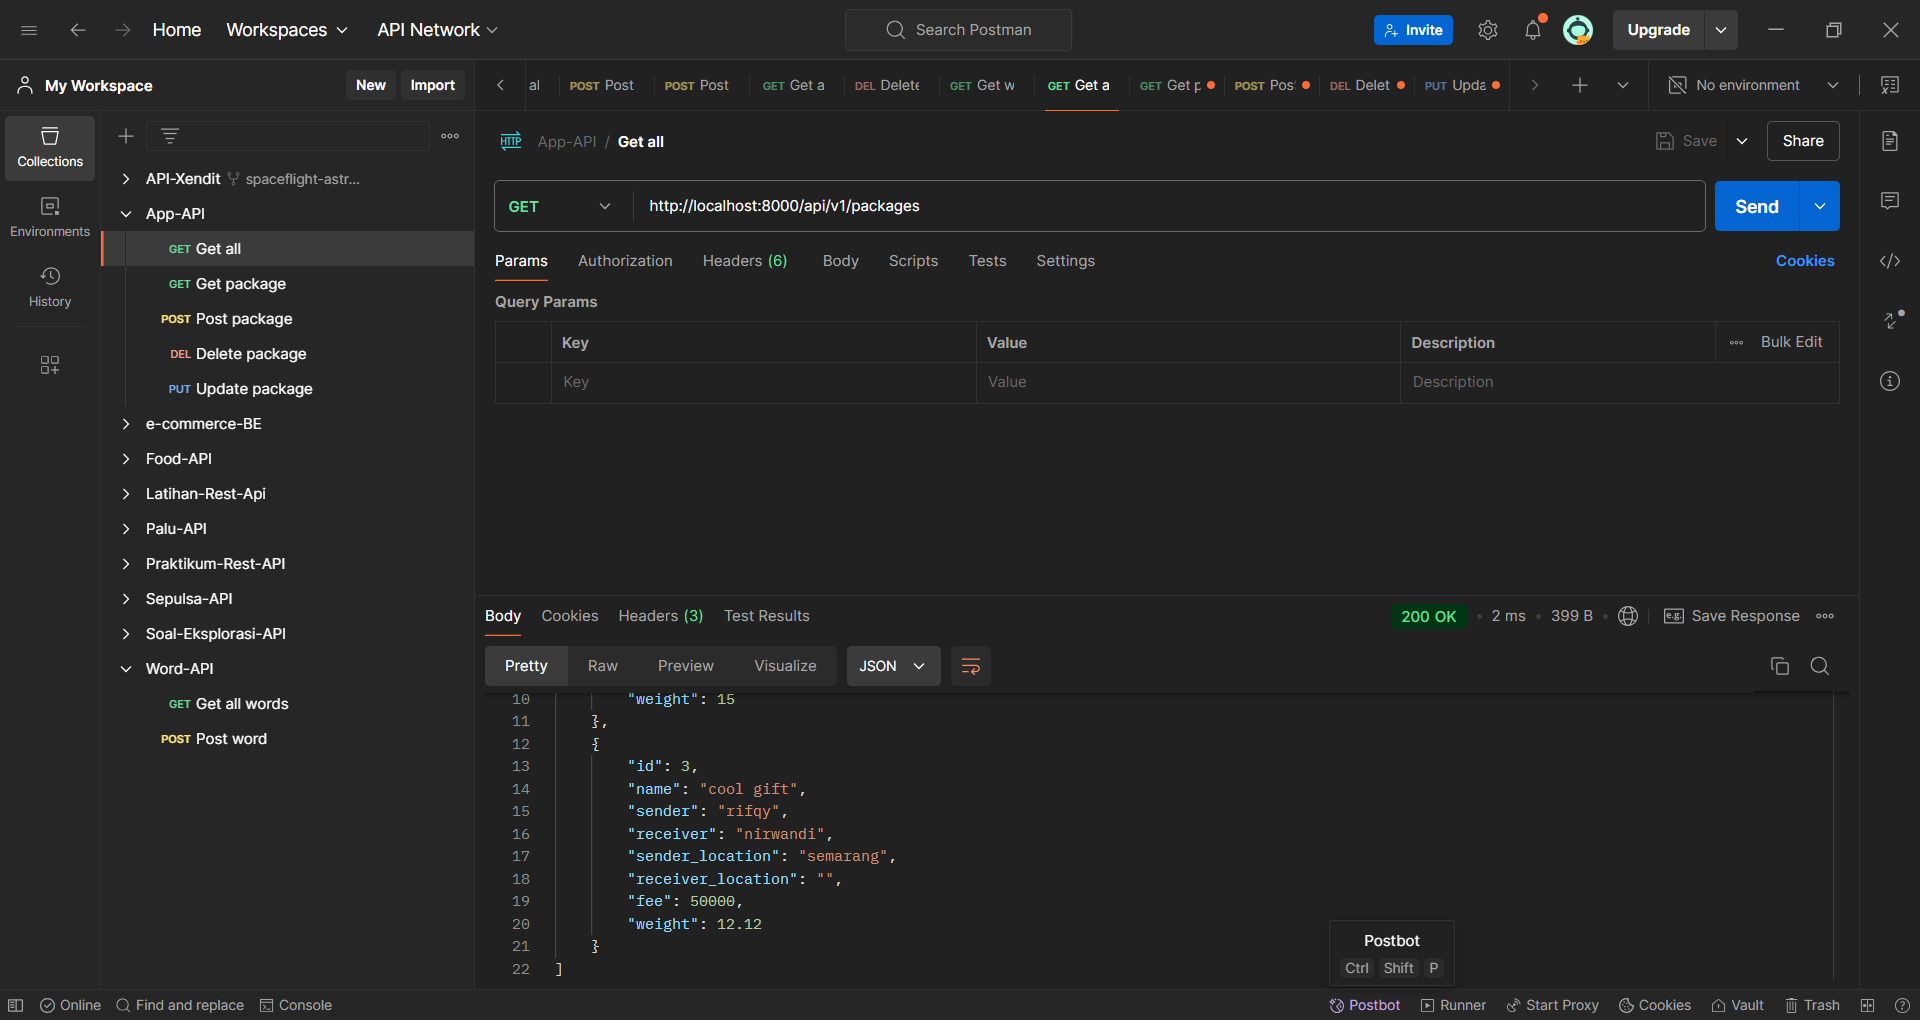 Home Workspaces API Network Search Postman Invite Upgrade
My Workspace New Import al POST Post POST Post GET Get a DEL Delete GET Get w GET Get a GET Get p POST Pos DEL Delet PUT Upda No environment
Collections
Environments
History
API-Xendit spaceflight-astr...
App-API
GET Get all
GET Get package
POST Post package
DEL Delete package
PUT Update package
e-commerce-BE
Food-API
Latihan-Rest-Api
Palu-API
Praktikum-Rest-API
Sepulsa-API
Soal-Eksplorasi-API
Word-API
GET Get all words
POST Post word
HTTP App-API / Get all Save Share
GET http://localhost:8000/api/v1/packages Send
Params Authorization Headers (6) Body Scripts Tests Settings Cookies
Query Params
Key Value Description Bulk Edit
Key Value Description
Body Cookies Headers (3) Test Results 200 OK 2 ms 399 B e.g. Save Response
Pretty Raw Preview Visualize JSON
10 "weight": 15
11 },
12 {
13 "id": 3,
14 "name": "cool gift",
15 "sender": "rifqy",
16 "receiver": "nirwandi",
17 "sender_location": "semarang",
18 "receiver_location": "",
19 "fee": 50000,
20 "weight": 12.12
21 }
22 ]
Postbot
Ctrl Shift P
Online Find and replace Console Postbot Runner Start Proxy Cookies Vault Trash